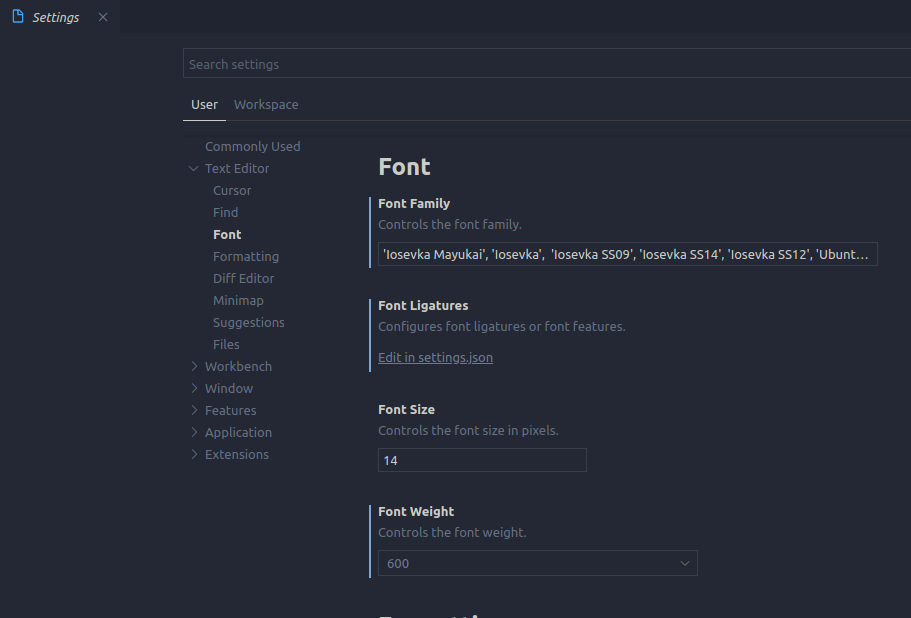 Settings
Search settings
User Workspace
Commonly Used
Text Editor
Cursor
Find
Font
Formatting
Diff Editor
Minimap
Suggestions
Files
Workbench
Window
Features
Application
Extensions
Font
Font Family
Controls the font family.
'Iosevka Mayukai', 'Iosevka', 'Iosevka SS09', 'Iosevka SS14', 'Iosevka SS12', 'Ubunt...
Font Ligatures
Configures font ligatures or font features.
Edit in settings.json
Font Size
Controls the font size in pixels.
14
Font Weight
Controls the font weight.
600